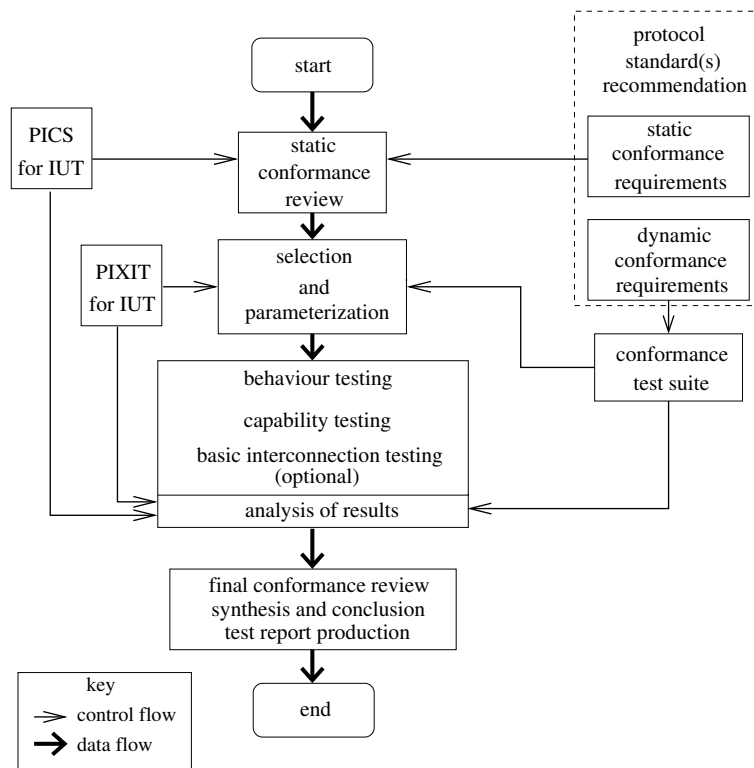 start
protocol
standard(s)
recommendation
PICS
for IUT
static
conformance
review
static
conformance
requirements
PIXIT
for IUT
selection
and
parameterization
dynamic
conformance
requirements
conformance
test suite
behaviour testing
capability testing
basic interconnection testing
(optional)
analysis of results
final conformance review
synthesis and conclusion
test report production
end
key
control flow
data flow